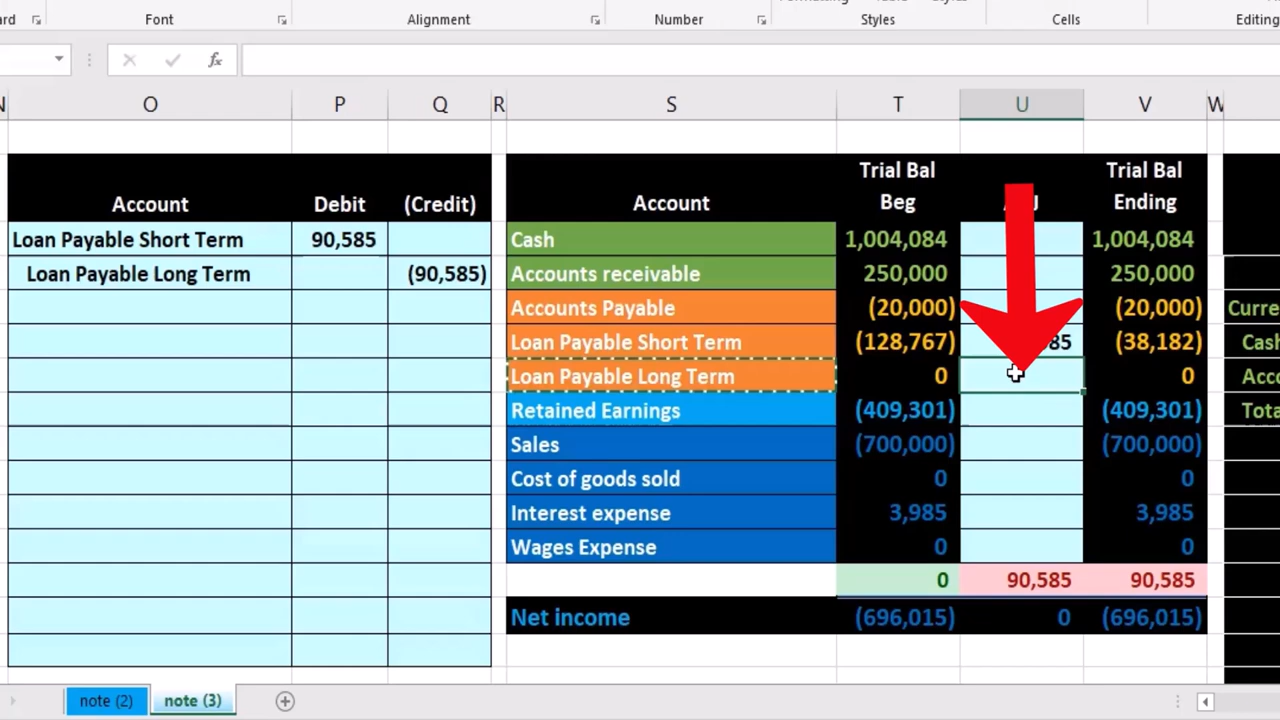 Font Alignment Number Styles Cells Editing
fx
O P Q R S T U V W
Account Debit (Credit)
Loan Payable Short Term 90,585
Loan Payable Long Term (90,585)
Account Trial Bal Beg Trial Bal Ending
Cash 1,004,084 1,004,084
Accounts receivable 250,000 250,000
Accounts Payable (20,000) (20,000)
Loan Payable Short Term (128,767) 85 (38,182)
Loan Payable Long Term 0 0
Retained Earnings (409,301) (409,301)
Sales (700,000) (700,000)
Cost of goods sold 0 0
Interest expense 3,985 3,985
Wages Expense 0 0
0 90,585 90,585
Net income (696,015) 0 (696,015)
Curre
Cash
Acco
Tota
note (2) note (3)